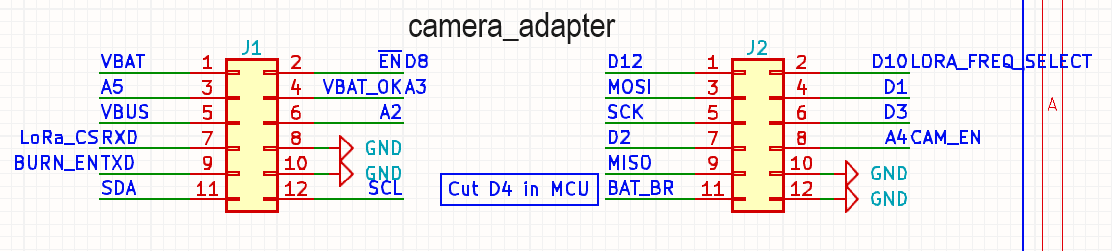 camera_adapter
J1
VBAT 1 2 EN D8
A5 3 4 VBAT_OK A3
VBUS 5 6 A2
LoRa_CS RXD 7 8 GND
BURN_EN TXD 9 10 GND
SDA 11 12 SCL
Cut D4 in MCU
J2
D12 1 2 D10 LORA_FREQ_SELECT
MOSI 3 4 D1
SCK 5 6 D3
D2 7 8 A4 CAM_EN
MISO 9 10 GND
BAT_BR 11 12 GND
A